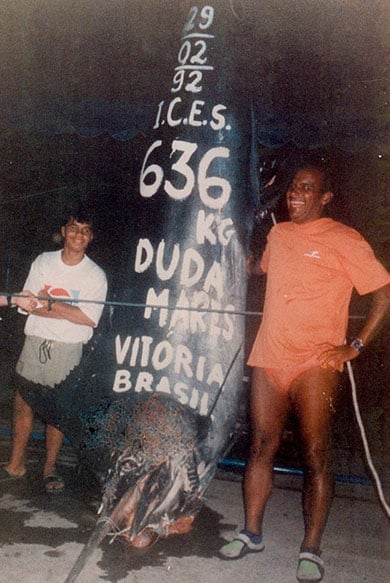 29
02
92
I.C.E.S.
636
KG
DUDA
MARES
VITORIA
BRASIL